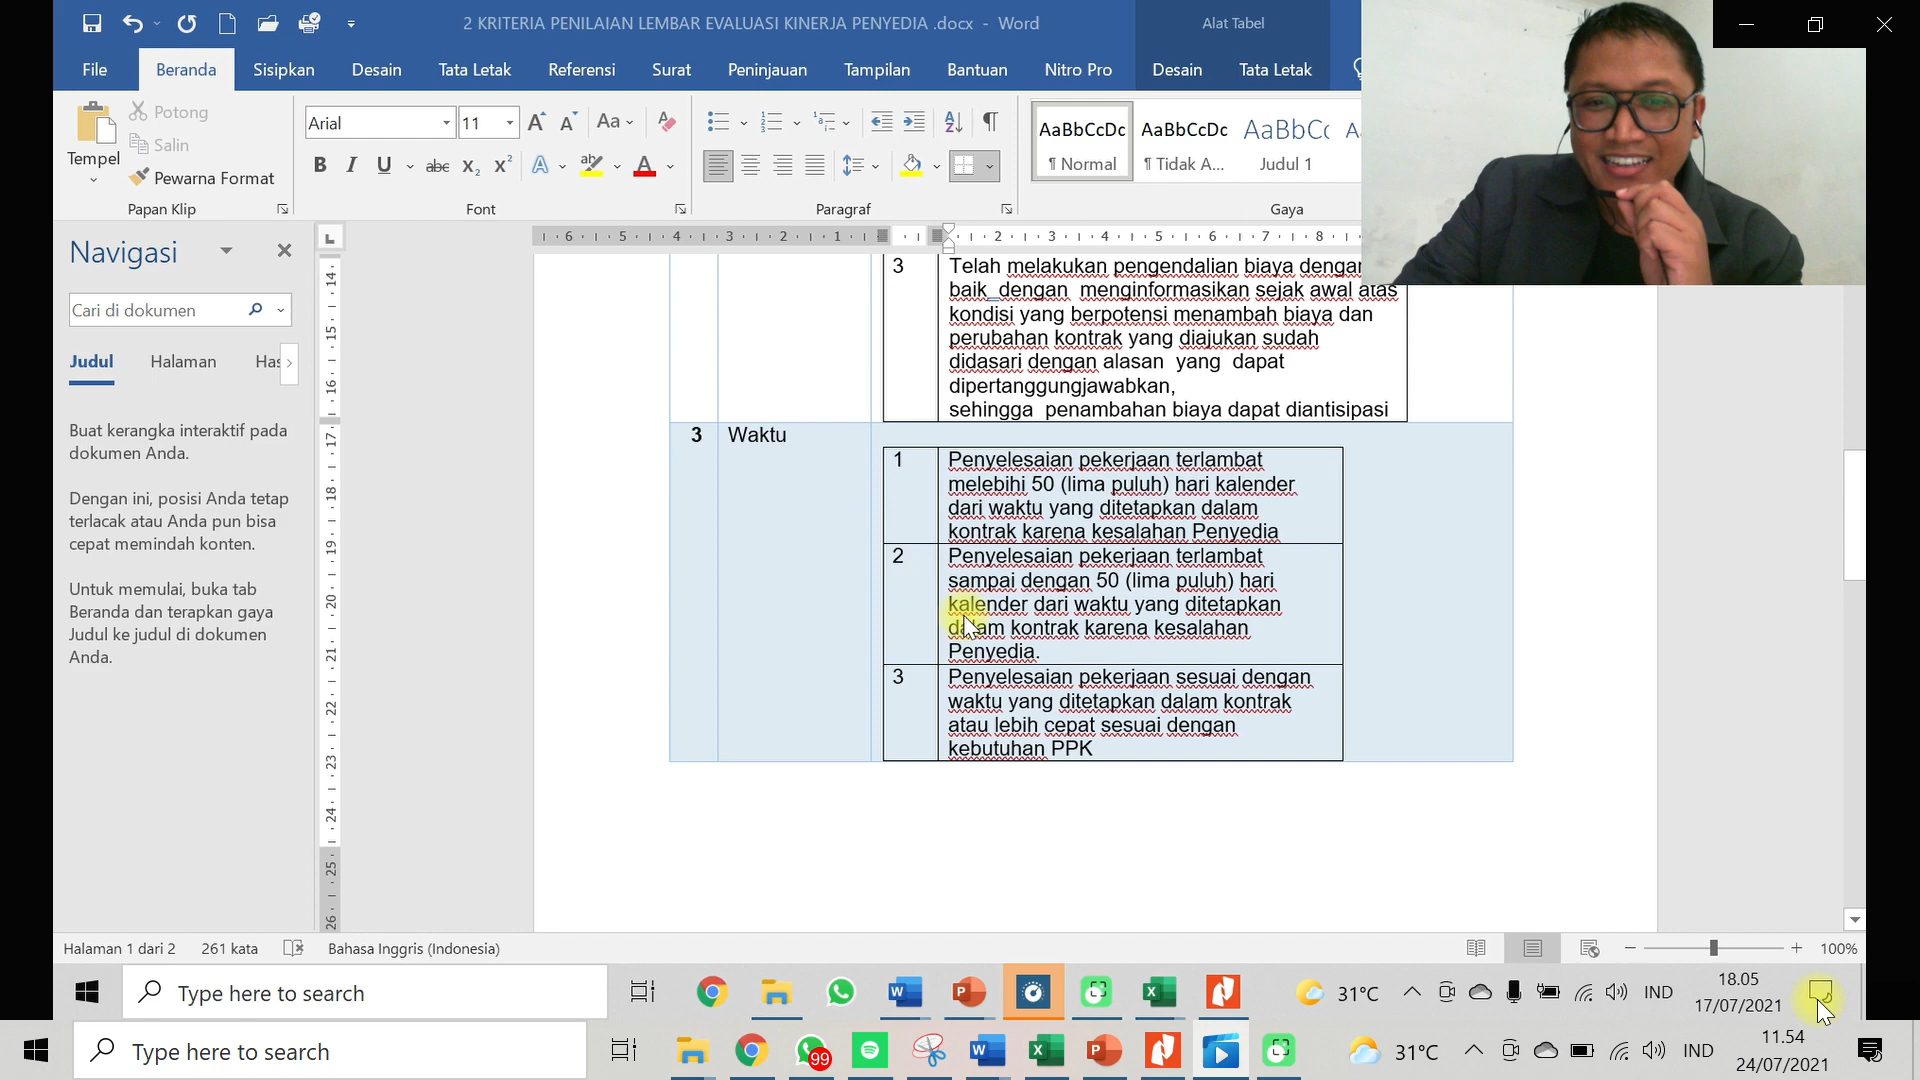 2 KRITERIA PENILAIAN LEMBAR EVALUASI KINERJA PENYEDIA .docx - Word
Alat Tabel
File Beranda Sisipkan Desain Tata Letak Referensi Surat Peninjauan Tampilan Bantuan Nitro Pro Desain Tata Letak
Tempel
Potong
Salin
Pewarna Format
Papan Klip
Arial 11
Font
Paragraf
AaBbCcDc AaBbCcDc AaBbCc
¶ Normal ¶ Tidak A... Judul 1
Gaya
Navigasi
Cari di dokumen
Judul Halaman Has
Buat kerangka interaktif pada
dokumen Anda.
Dengan ini, posisi Anda tetap
terlacak atau Anda pun bisa
cepat memindah konten.
Untuk memulai, buka tab
Beranda dan terapkan gaya
Judul ke judul di dokumen
Anda.
3 Telah melakukan pengendalian biaya dengan
baik dengan menginformasikan sejak awal atas
kondisi yang berpotensi menambah biaya dan
perubahan kontrak yang diajukan sudah
didasari dengan alasan yang dapat
dipertanggungjawabkan,
sehingga penambahan biaya dapat diantisipasi
3 Waktu
1 Penyelesaian pekerjaan terlambat
melebihi 50 (lima puluh) hari kalender
dari waktu yang ditetapkan dalam
kontrak karena kesalahan Penyedia
2 Penyelesaian pekerjaan terlambat
sampai dengan 50 (lima puluh) hari
kalender dari waktu yang ditetapkan
dalam kontrak karena kesalahan
Penyedia.
3 Penyelesaian pekerjaan sesuai dengan
waktu yang ditetapkan dalam kontrak
atau lebih cepat sesuai dengan
kebutuhan PPK
Halaman 1 dari 2 261 kata Bahasa Inggris (Indonesia) 100%
Type here to search 31°C IND 18.05
17/07/2021
Type here to search 99 31°C IND 11.54
24/07/2021